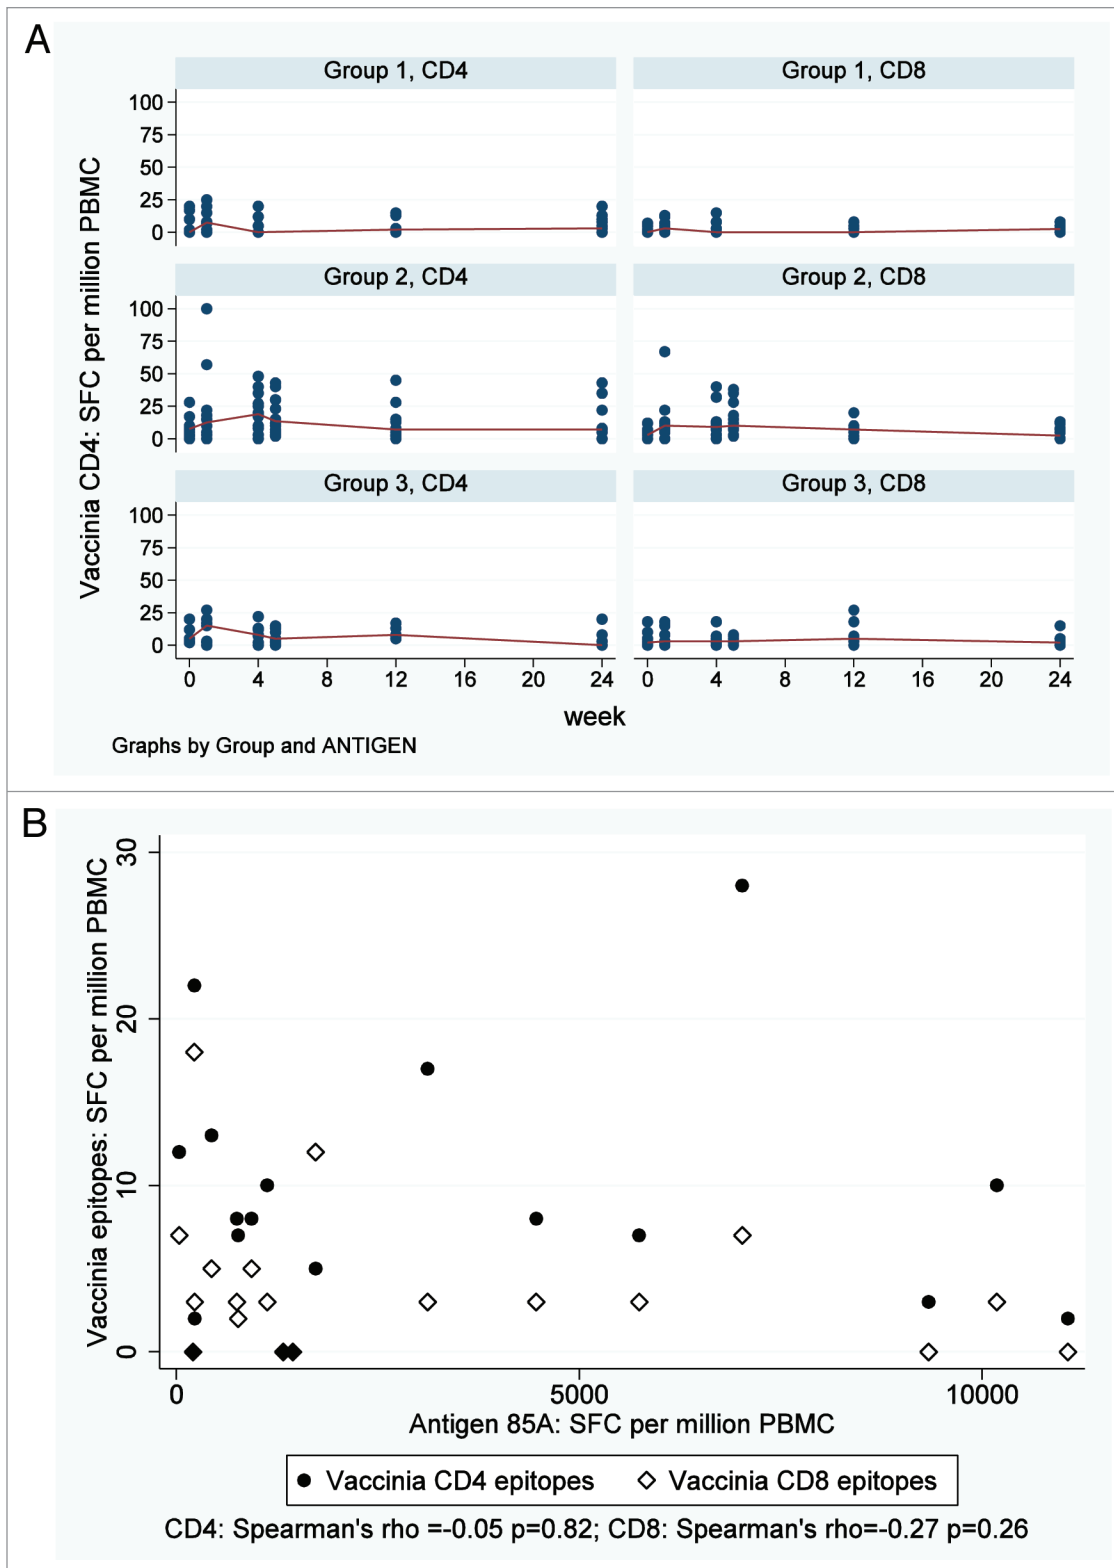 A
Group 1, CD4
Group 1, CD8
100
75
50
25
0
Group 2, CD4
Group 2, CD8
100
75
50
25
0
Group 3, CD4
Group 3, CD8
100
75
50
25
0
0 4 8 12 16 20 24
0 4 8 12 16 20 24
Vaccinia CD4: SFC per million PBMC
week
Graphs by Group and ANTIGEN
B
30
20
10
0
Vaccinia epitopes: SFC per million PBMC
0 5000 10000
Antigen 85A: SFC per million PBMC
Vaccinia CD4 epitopes
Vaccinia CD8 epitopes
CD4: Spearman's rho =-0.05 p=0.82; CD8: Spearman's rho=-0.27 p=0.26